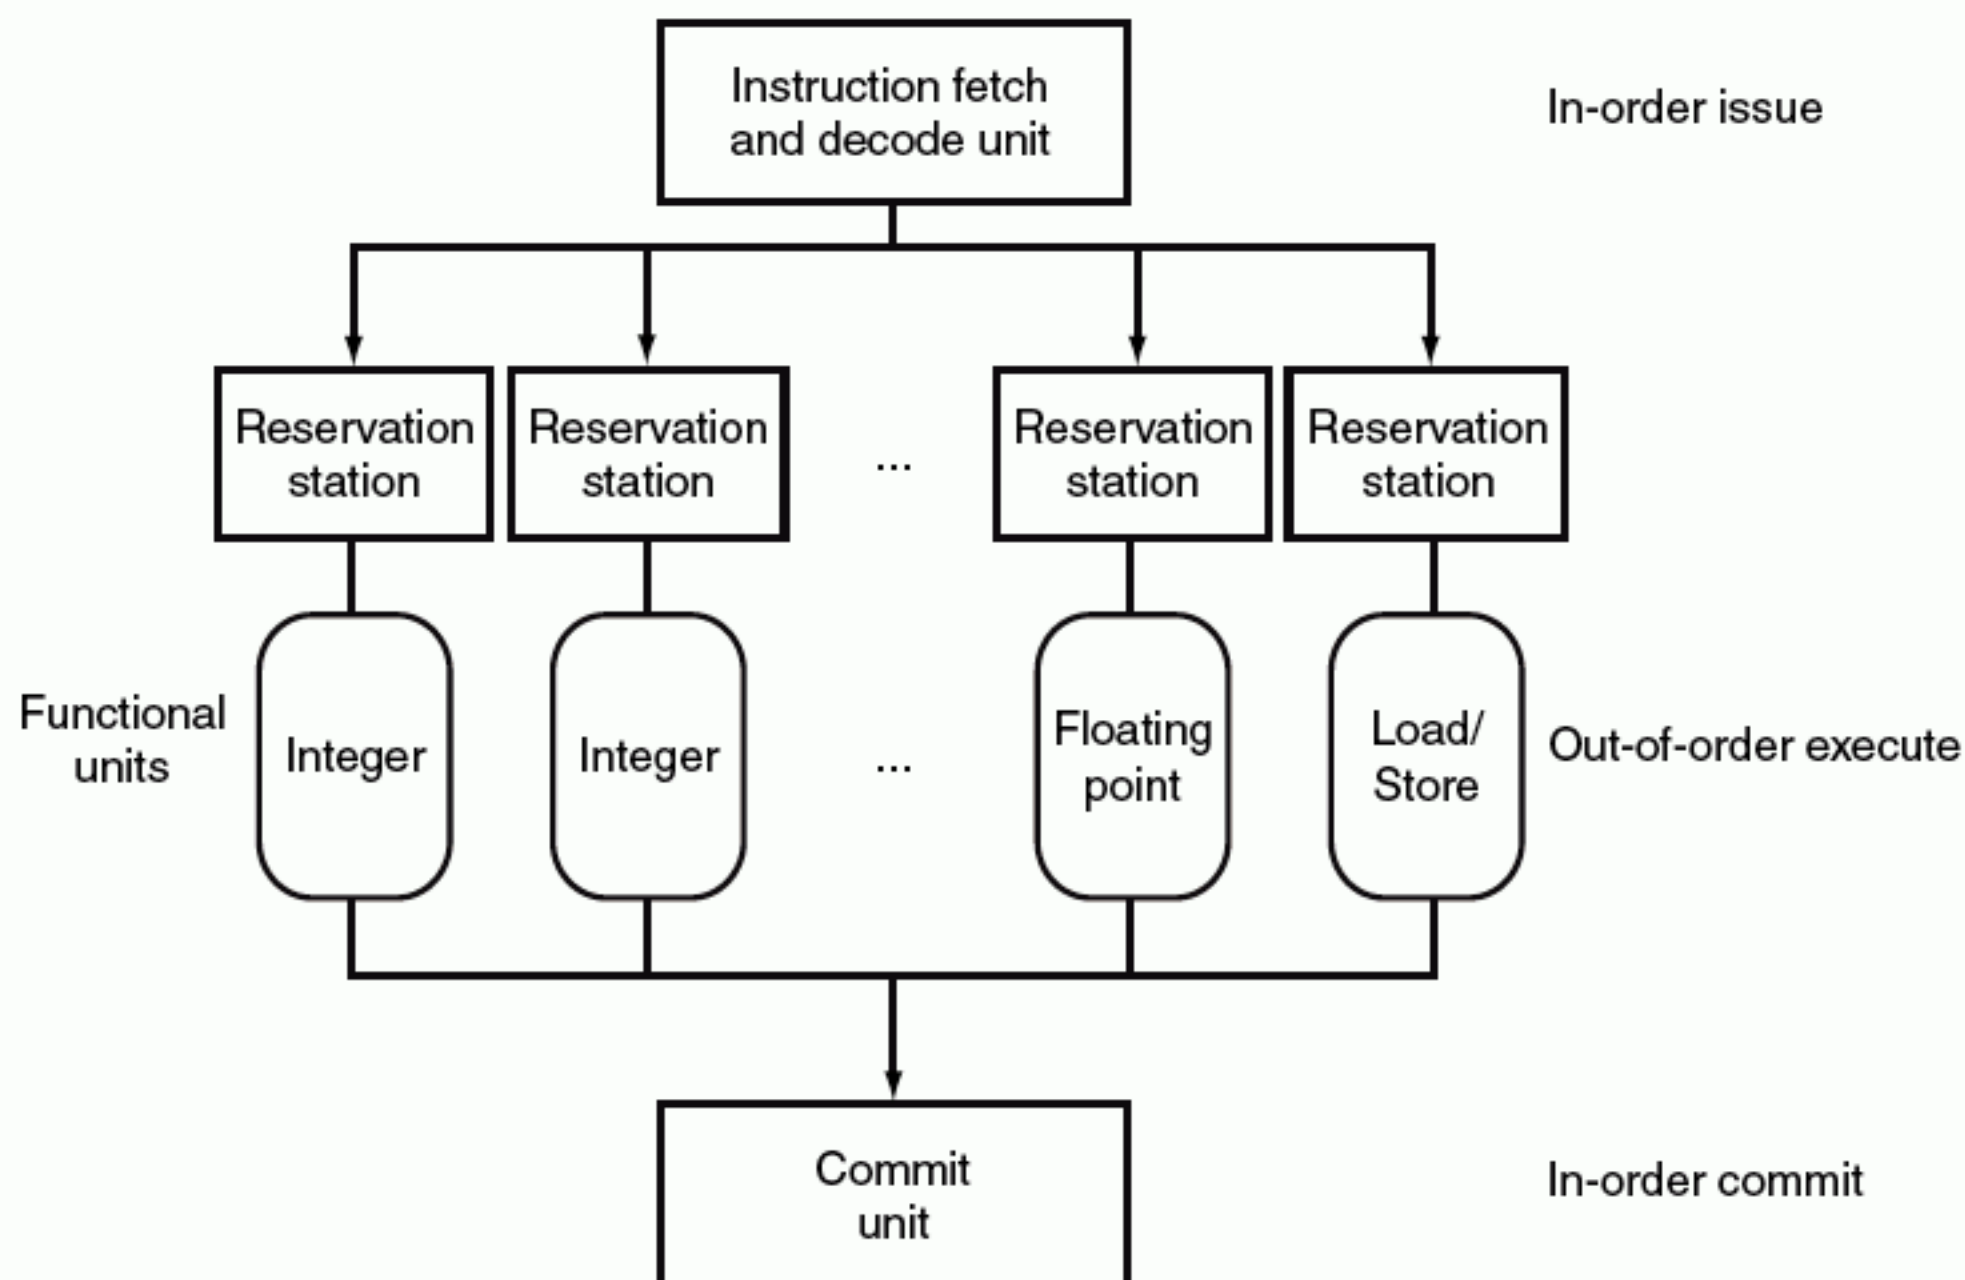 Instruction fetch
and decode unit
In-order issue
Reservation
station
Reservation
station
...
Reservation
station
Reservation
station
Functional
units
Integer
Integer
...
Floating
point
Load/
Store
Out-of-order execute
Commit
unit
In-order commit